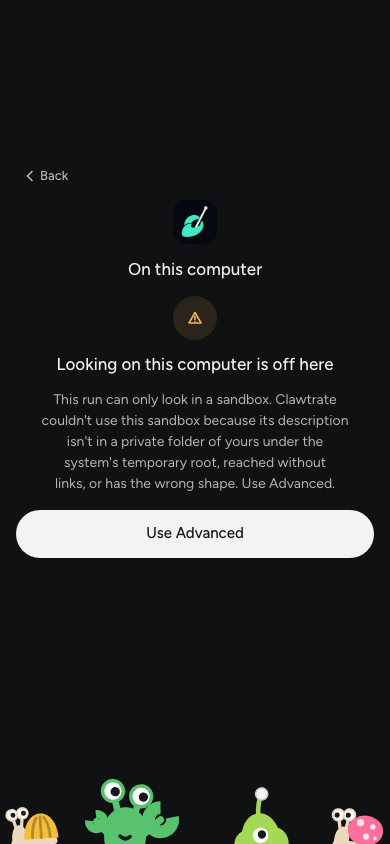 Back
On this computer
Looking on this computer is off here
This run can only look in a sandbox. Clawtrate
couldn't use this sandbox because its description
isn't in a private folder of yours under the
system's temporary root, reached without
links, or has the wrong shape. Use Advanced.
Use Advanced